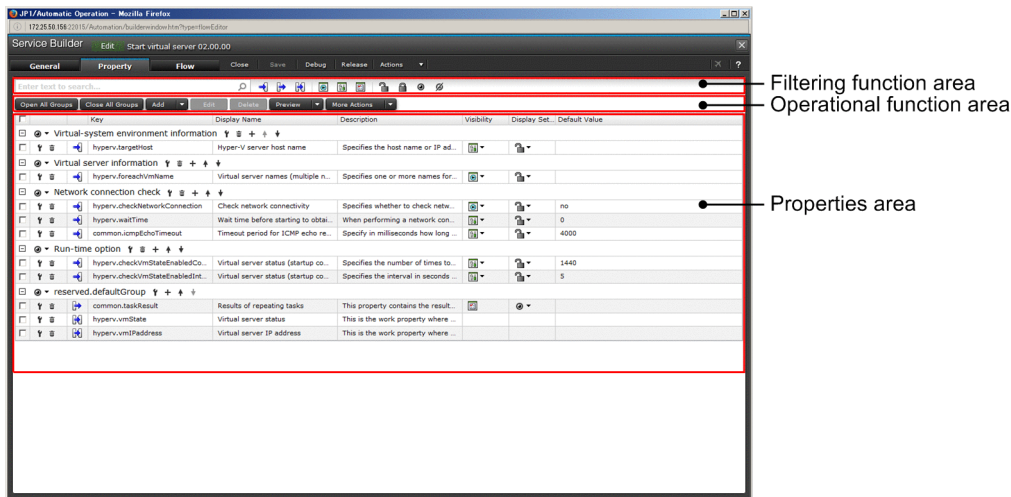 JP1/Automatic Operation - Mozilla Firefox
172.25.50.156:22015/Automation/builderwindow.htm?type=flowEditor
Service Builder Edit Start virtual server 02.00.00
General Property Flow Close Save Debug Release Actions ?
Enter text to search...
Filtering function area
Open All Groups Close All Groups Add Edit Delete Preview More Actions
Operational function area
Key Display Name Description Visibility Display Set... Default Value
Virtual-system environment information
hyperv.targetHost Hyper-V server host name Specifies the host name or IP ad...
Virtual server information
hyperv.foreachVmName Virtual server names (multiple n... Specifies one or more names for...
Network connection check
hyperv.checkNetworkConnection Check network connectivity Specifies whether to check netw... no
Properties area
hyperv.waitTime Wait time before starting to obtai... When performing a network con... 0
common.icmpEchoTimeout Timeout period for ICMP echo re... Specify in milliseconds how long ... 4000
Run-time option
hyperv.checkVmStateEnabledCo... Virtual server status (startup co... Specifies the number of times to... 1440
hyperv.checkVmStateEnabledInt... Virtual server status (startup co... Specifies the interval in seconds ... 5
reserved.defaultGroup
common.taskResult Results of repeating tasks This property contains the result...
hyperv.vmState Virtual server status This is the work property where ...
hyperv.vmIPaddress Virtual server IP address This is the work property where ...